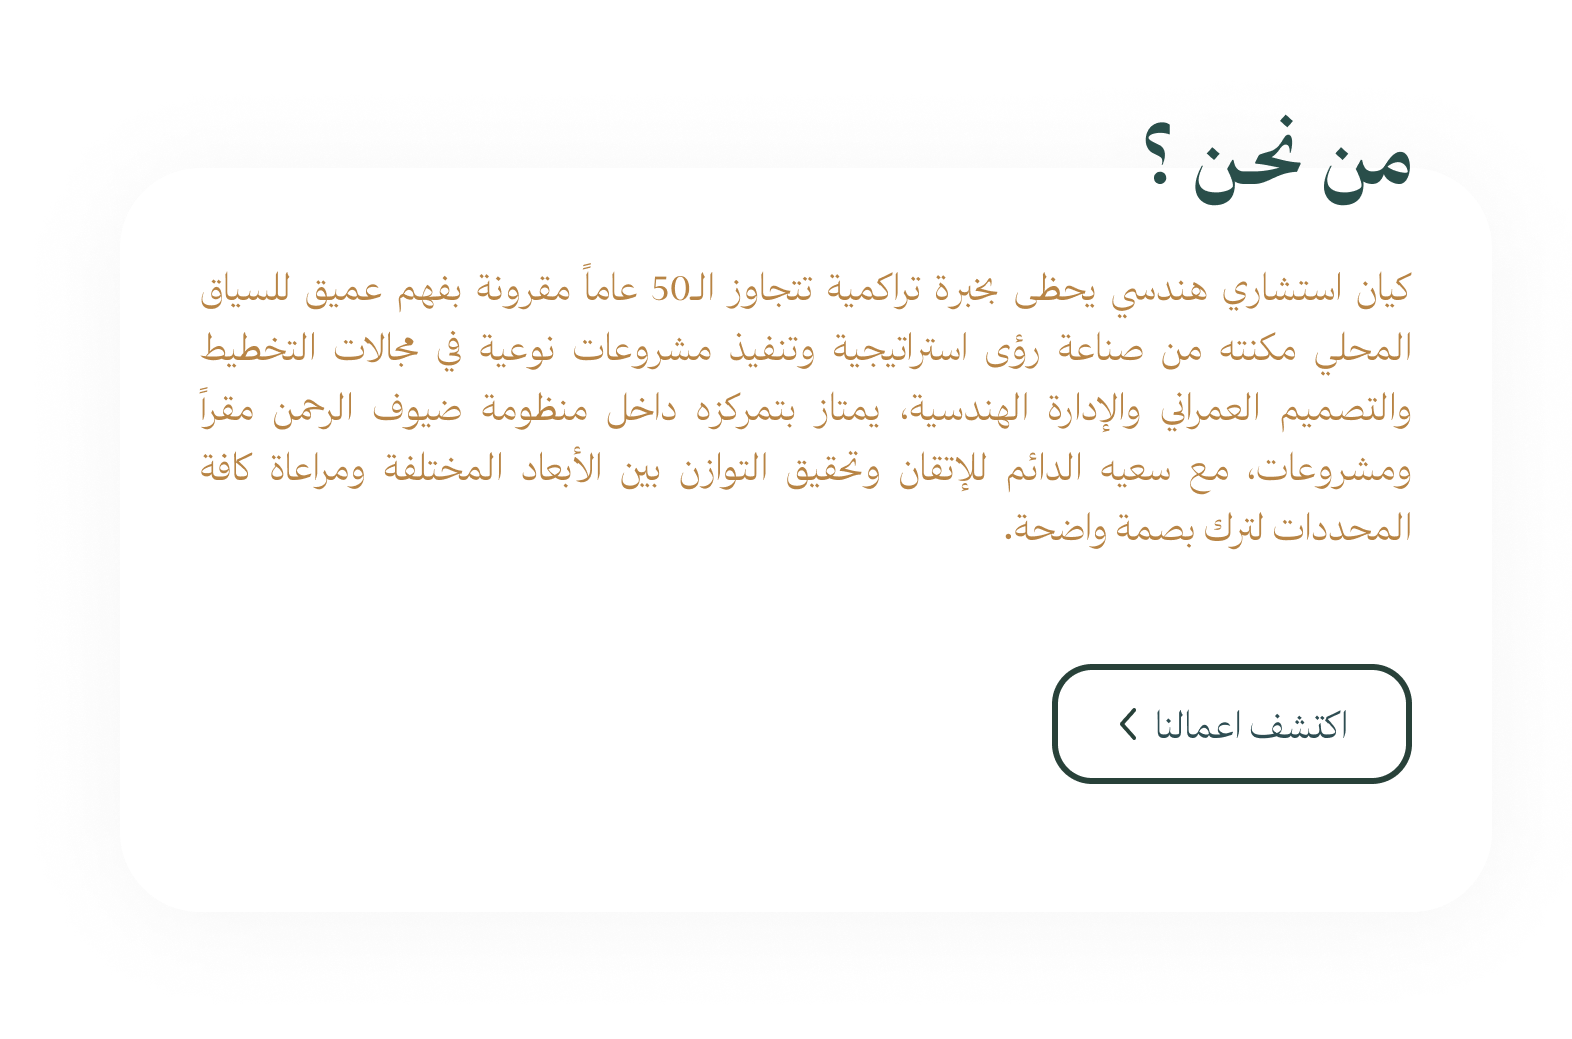 من نحن ؟
كيان استشاري هندسي يحظى بخبرة تراكمية تتجاوز الـ50 عاماً مقرونة بفهم عميق للسياق
المحلي مكنته من صناعة رؤى استراتيجية وتنفيذ مشروعات نوعية في مجالات التخطيط
والتصميم العمراني والإدارة الهندسية، يمتاز بتمركزه داخل منظومة ضيوف الرحمن مقراً
ومشروعات، مع سعيه الدائم للإتقان وتحقيق التوازن بين الأبعاد المختلفة ومراعاة كافة
المحددات لترك بصمة واضحة.
اكتشف اعمالنا